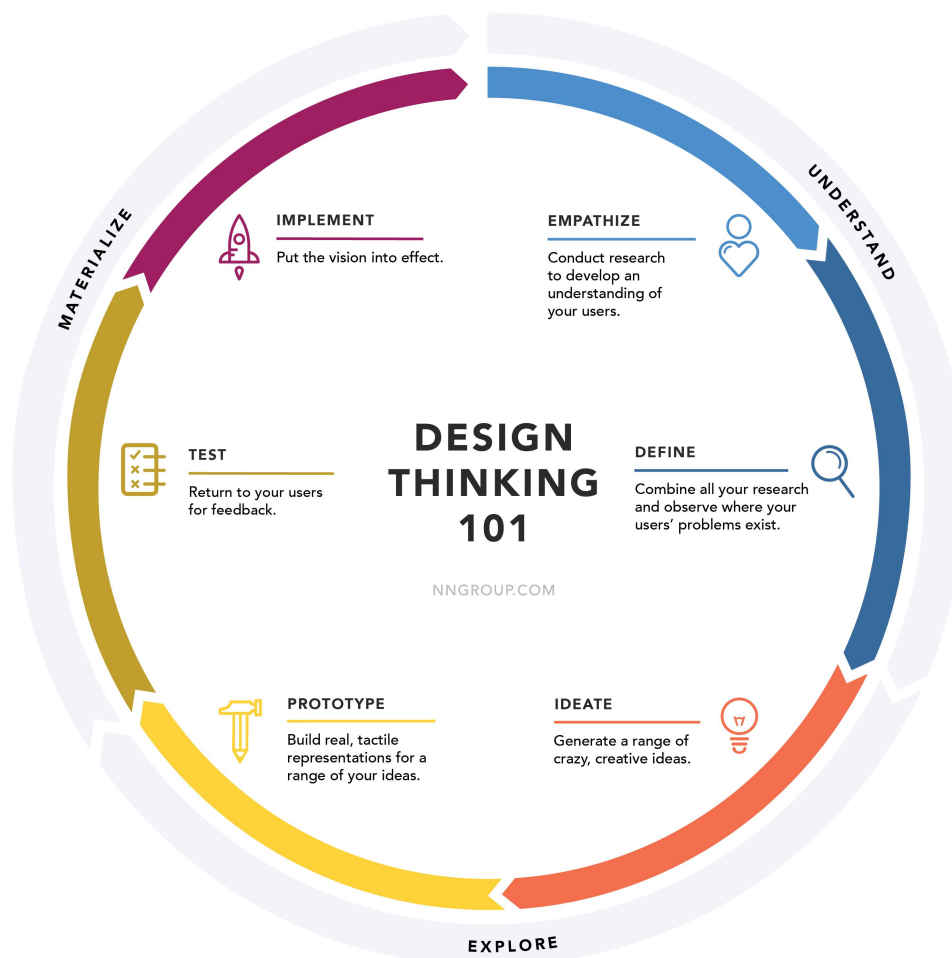 DESIGN
THINKING
101
NNGROUP.COM
UNDERSTAND
EMPATHIZE
Conduct research
to develop an
understanding of
your users.
DEFINE
Combine all your research
and observe where your
users’ problems exist.
EXPLORE
IDEATE
Generate a range of
crazy, creative ideas.
PROTOTYPE
Build real, tactile
representations for a
range of your ideas.
MATERIALIZE
TEST
Return to your users
for feedback.
IMPLEMENT
Put the vision into effect.